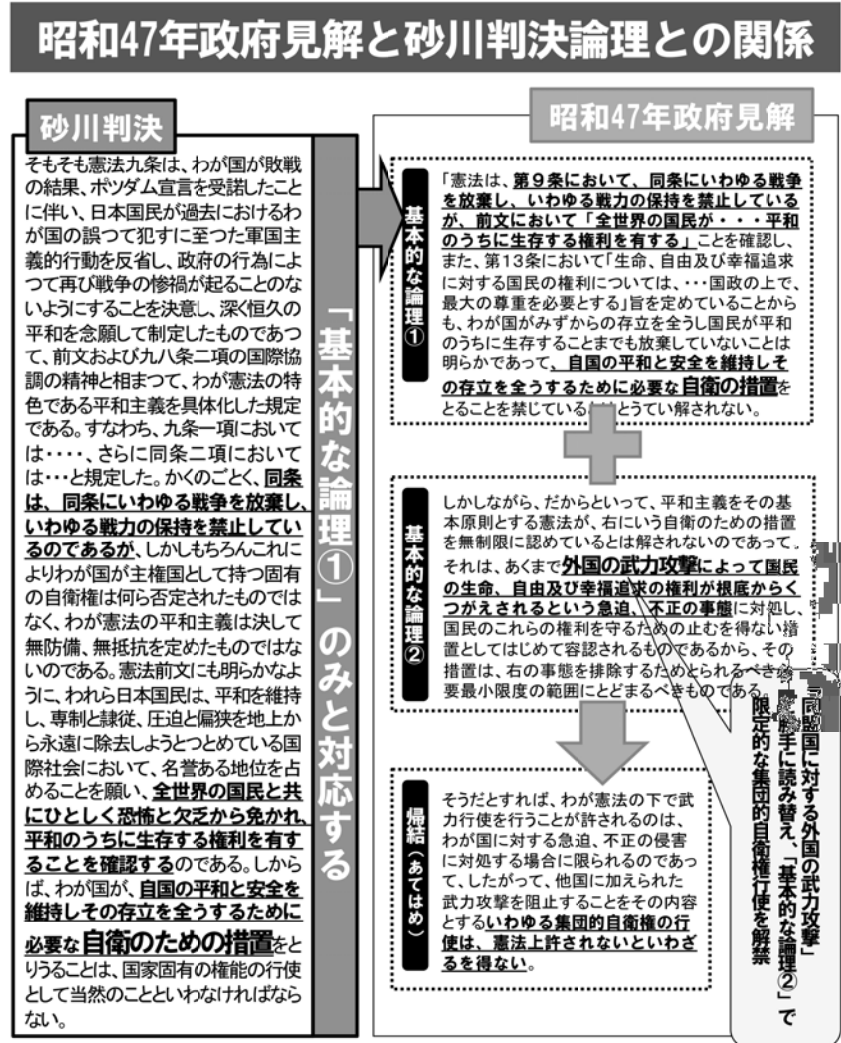 昭和47年政府見解と砂川判決論理との関係
砂川判決
そもそも憲法九条は、わが国が敗戦
の結果、ポツダム宣言を受諾したこと
に伴い、日本国民が過去におけるわ
が国の誤つて犯すに至つた軍国主
義的行動を反省し、政府の行為によ
つて再び戦争の惨禍が起ることのな
いようにすることを決意し、深く恒久の
平和を念願して制定したものであつ
て、前文および九八条二項の国際協
調の精神と相まつて、わが憲法の特
色である平和主義を具体化した規定
である。すなわち、九条一項において
は・・・・、さらに同条二項において
は・・・と規定した。かくのごとく、同条
は、同条にいわゆる戦争を放棄し、
いわゆる戦力の保持を禁止してい
るのであるが、しかしもちろんこれに
よりわが国が主権国として持つ固有
の自衛権は何ら否定されたものでは
なく、わが憲法の平和主義は決して
無防備、無抵抗を定めたものではな
いのである。憲法前文にも明らかなよ
うに、われら日本国民は、平和を維持
し、専制と隷従、圧迫と偏狭を地上か
ら永遠に除去しようとつとめている国
際社会において、名誉ある地位を占
めることを願い、全世界の国民と共
にひとしく恐怖と欠乏から免かれ、
平和のうちに生存する権利を有す
ることを確認するのである。しから
ば、わが国が、自国の平和と安全を
維持しその存立を全うするために
必要な自衛のための措置をと
りうることは、国家固有の権能の行使
として当然のことといわなければなら
ない。
「基本的な論理①」のみと対応する
昭和47年政府見解
基本的な論理①
「憲法は、第9条において、同条にいわゆる戦争
を放棄し、いわゆる戦力の保持を禁止している
が、前文において「全世界の国民が・・・平和
のうちに生存する権利を有する」ことを確認し、
また、第13条において「生命、自由及び幸福追求
に対する国民の権利については、・・・国政の上で、
最大の尊重を必要とする」旨を定めていることから
も、わが国がみずからの存立を全うし国民が平和
のうちに生存することまでも放棄していないことは
明らかであって、自国の平和と安全を維持しそ
の存立を全うするために必要な自衛の措置を
とることを禁じている とうてい解されない。
基本的な論理②
しかしながら、だからといって、平和主義をその基
本原則とする憲法が、右にいう自衛のための措置
を無制限に認めているとは解されないのであって、
それは、あくまで外国の武力攻撃によって国民
の生命、自由及び幸福追求の権利が根底からく
つがえされるという急迫、不正の事態に対処し、
国民のこれらの権利を守るための止むを得ない措
置としてはじめて容認されるものであるから、その
措置は、右の事態を排除するためとられるべき必
要最小限度の範囲にとどまるべきものである。
帰結(あてはめ)
そうだとすれば、わが憲法の下で武
力行使を行うことが許されるのは、
わが国に対する急迫、不正の侵害
に対処する場合に限られるのであっ
て、したがって、他国に加えられた
武力攻撃を阻止することをその内容
とするいわゆる集団的自衛権の行
使は、憲法上許されないといわざ
るを得ない。
「同盟国に対する外国の武力攻撃」
勝手に読み替え、「基本的な論理②」で
限定的な集団的自衛権行使を解禁